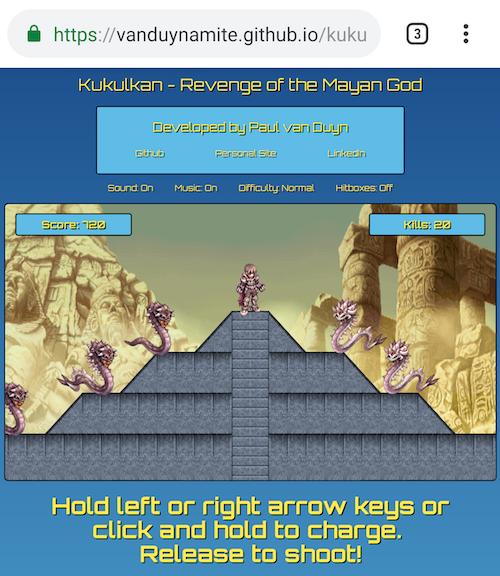 https://vanduynamite.github.io/kuku
3
Kukulkan - Revenge of the Mayan God
Developed by Paul van Duyn
Github Personal Site LinkedIn
Sound: On Music: On Difficulty: Normal Hitboxes: Off
Score: 720 Kills: 20
Hold left or right arrow keys or
click and hold to charge.
Release to shoot!